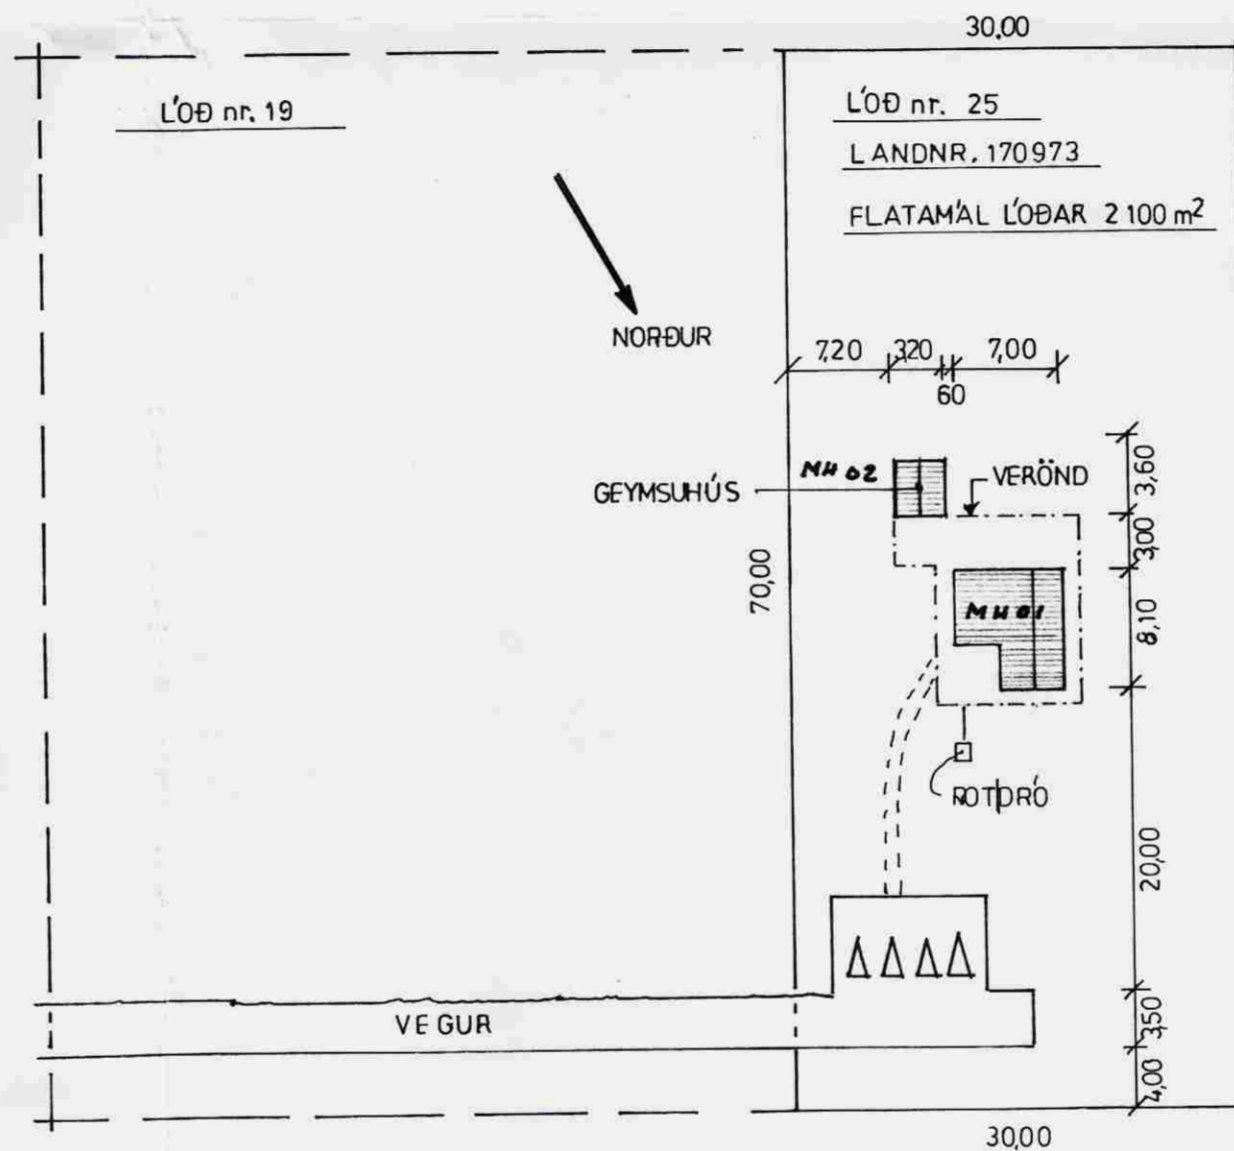 30,00
LÓÐ nr. 19
LÓÐ nr. 25
LANDNR. 170973
FLATAMÁL LÓÐAR 2100 m²
NORÐUR
7,20 3,20 7,00
60
MH 02
GEYMSUHÚS
VERÖND
3,60
3,00
70,00
MH 01
8,10
ROTÞRÓ
20,00
VEGUR
3,50
4,00
30,00